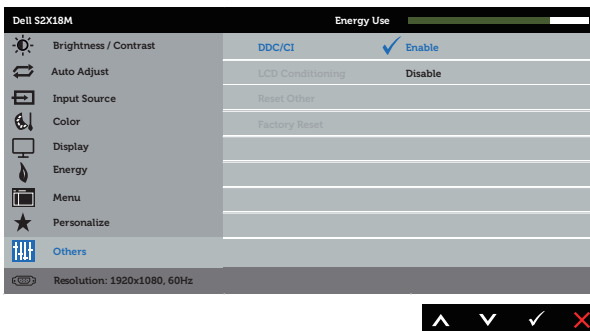 Dell S2X18M Energy Use
Brightness / Contrast DDC/CI Enable
Auto Adjust LCD Conditioning Disable
Input Source Reset Other
Color Factory Reset
Display
Energy
Menu
Personalize
Others
Resolution: 1920x1080, 60Hz